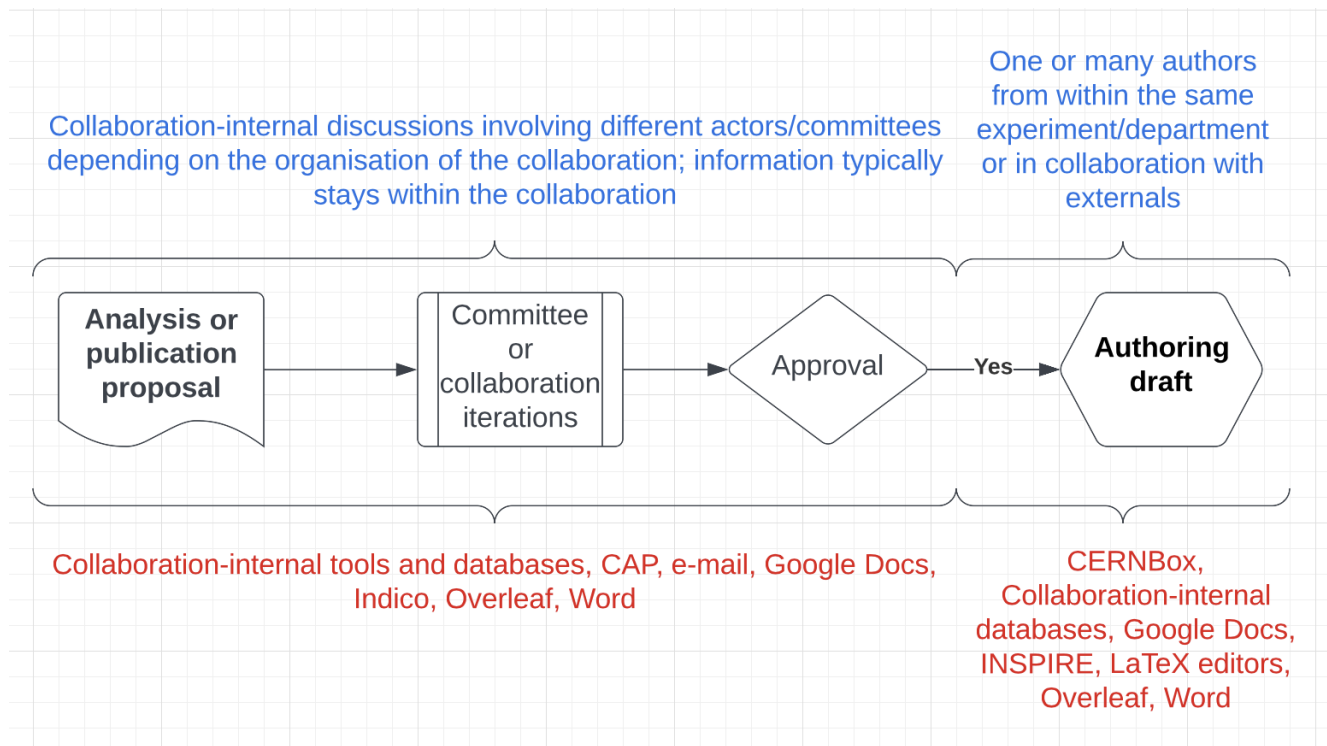 One or many authors
from within the same
experiment/department
or in collaboration with
externals
Collaboration-internal discussions involving different actors/committees
depending on the organisation of the collaboration; information typically
stays within the collaboration
Analysis or
publication
proposal
Committee
or
collaboration
iterations
Approval
Yes
Authoring
draft
Collaboration-internal tools and databases, CAP, e-mail, Google Docs,
Indico, Overleaf, Word
CERNBox,
Collaboration-internal
databases, Google Docs,
INSPIRE, LaTeX editors,
Overleaf, Word